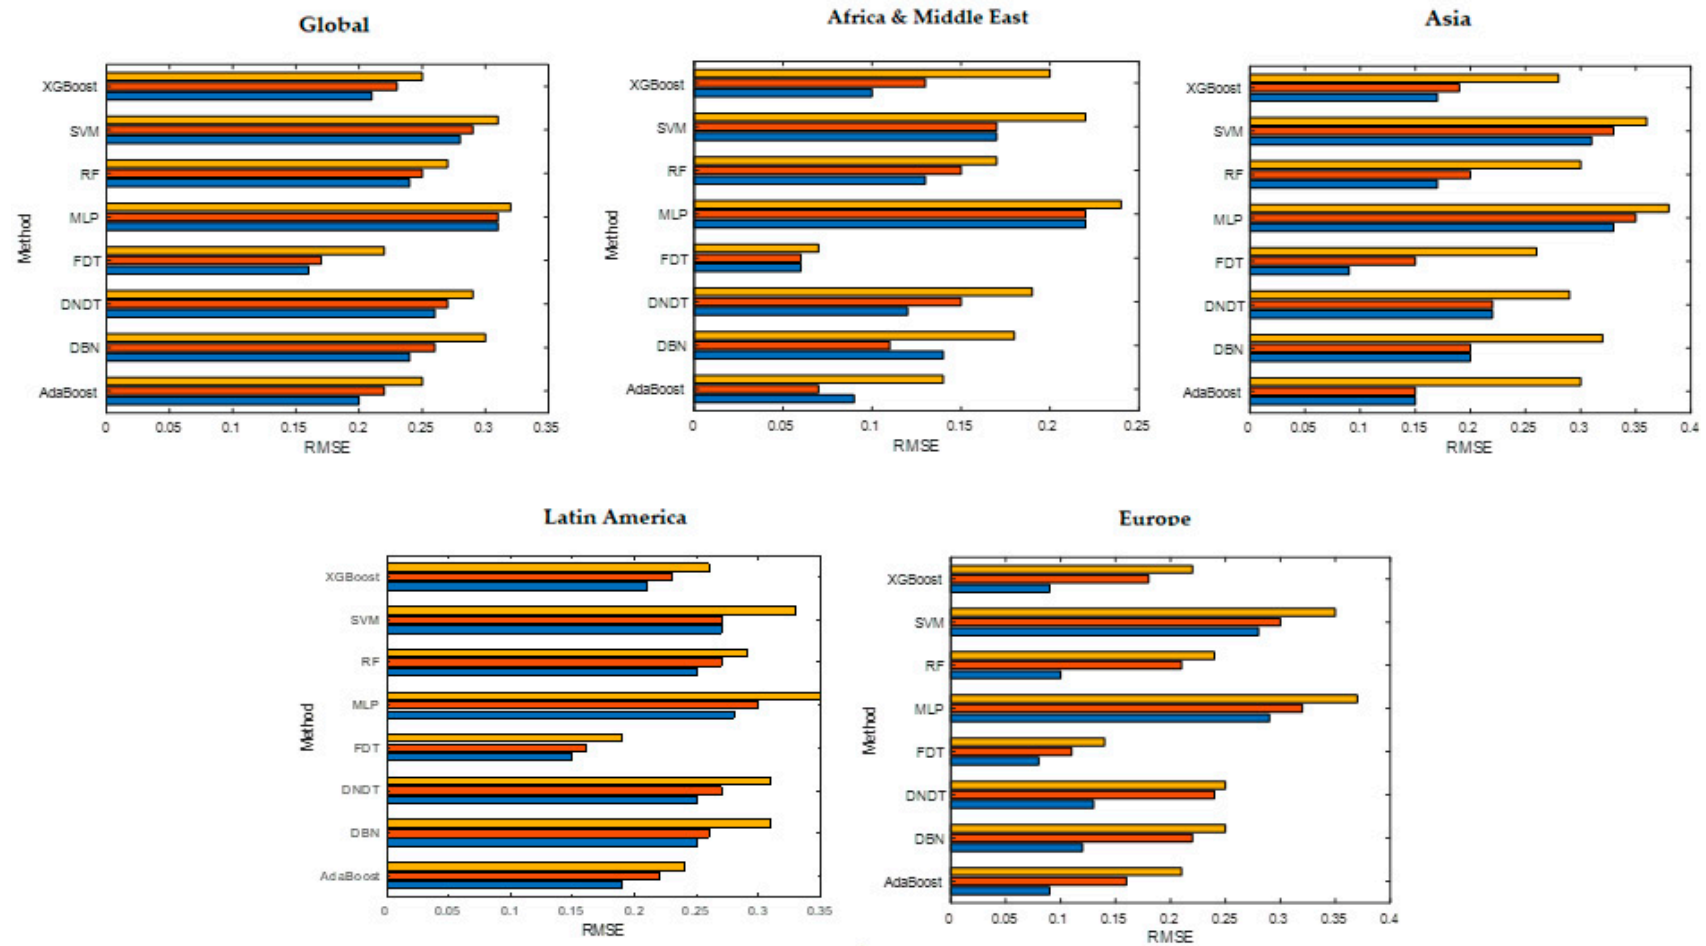 Global
XGBoost
SVM
RF
MLP
FDT
DNDT
DBN
AdaBoost
Method
0 0.05 0.1 0.15 0.2 0.25 0.3 0.35
RMSE
Africa & Middle East
XGBoost
SVM
RF
MLP
FDT
DNDT
DBN
AdaBoost
Method
0 0.05 0.1 0.15 0.2 0.25
RMSE
Asia
XGBoost
SVM
RF
MLP
FDT
DNDT
DBN
AdaBoost
0 0.05 0.1 0.15 0.2 0.25 0.3 0.35 0.4
RMSE
Latin America
XGBoost
SVM
RF
MLP
FDT
DNDT
DBN
AdaBoost
Method
0 0.05 0.1 0.15 0.2 0.25 0.3 0.35
RMSE
Europe
XGBoost
SVM
RF
MLP
FDT
DNDT
DBN
AdaBoost
Method
0 0.05 0.1 0.15 0.2 0.25 0.3 0.35 0.4
RMSE